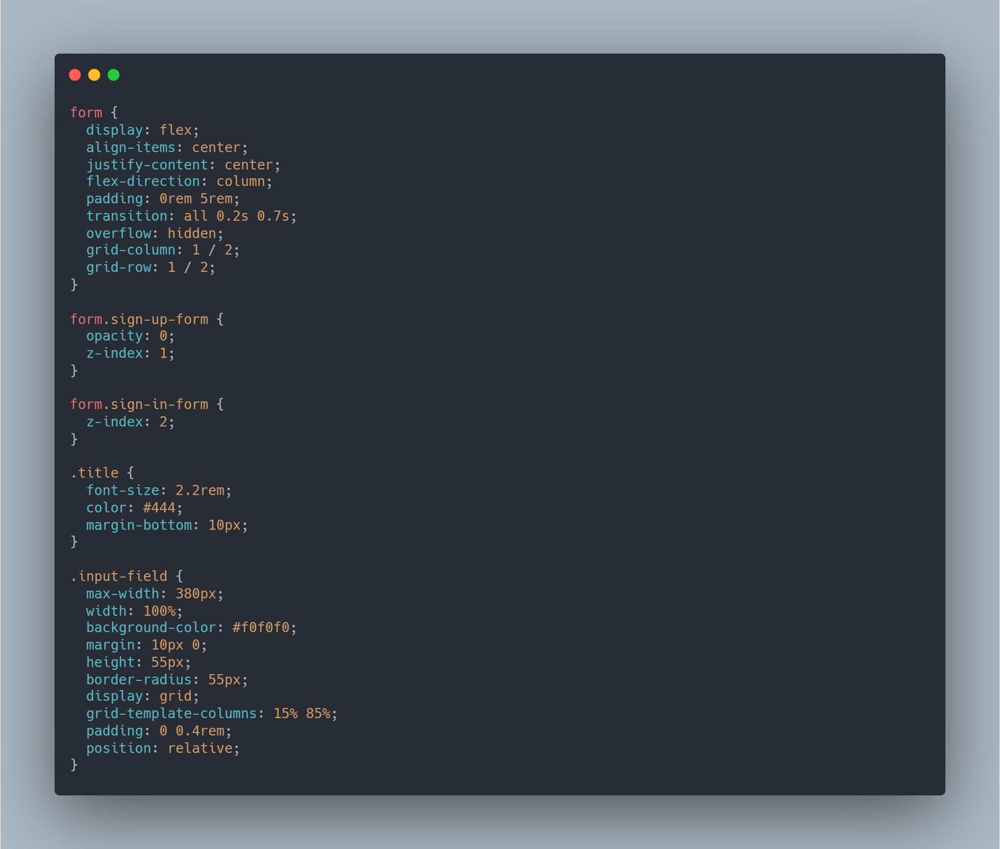 form {
  display: flex;
  align-items: center;
  justify-content: center;
  flex-direction: column;
  padding: 0rem 5rem;
  transition: all 0.2s 0.7s;
  overflow: hidden;
  grid-column: 1 / 2;
  grid-row: 1 / 2;
}

form.sign-up-form {
  opacity: 0;
  z-index: 1;
}

form.sign-in-form {
  z-index: 2;
}

.title {
  font-size: 2.2rem;
  color: #444;
  margin-bottom: 10px;
}

.input-field {
  max-width: 380px;
  width: 100%;
  background-color: #f0f0f0;
  margin: 10px 0;
  height: 55px;
  border-radius: 55px;
  display: grid;
  grid-template-columns: 15% 85%;
  padding: 0 0.4rem;
  position: relative;
}